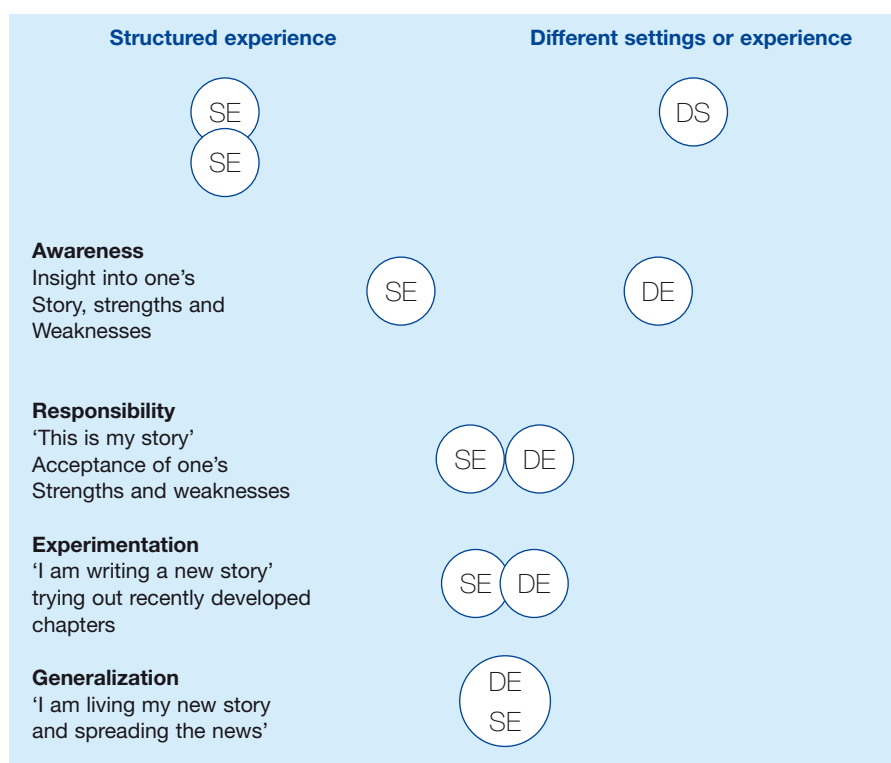 Structured experience
Different settings or experience
SE
DS
SE
Awareness
Insight into one’s
Story, strengths and
Weaknesses
SE
DE
Responsibility
‘This is my story’
Acceptance of one’s
Strengths and weaknesses
SE
DE
Experimentation
‘I am writing a new story’
trying out recently developed
chapters
SE
DE
Generalization
‘I am living my new story
and spreading the news’
DE
SE